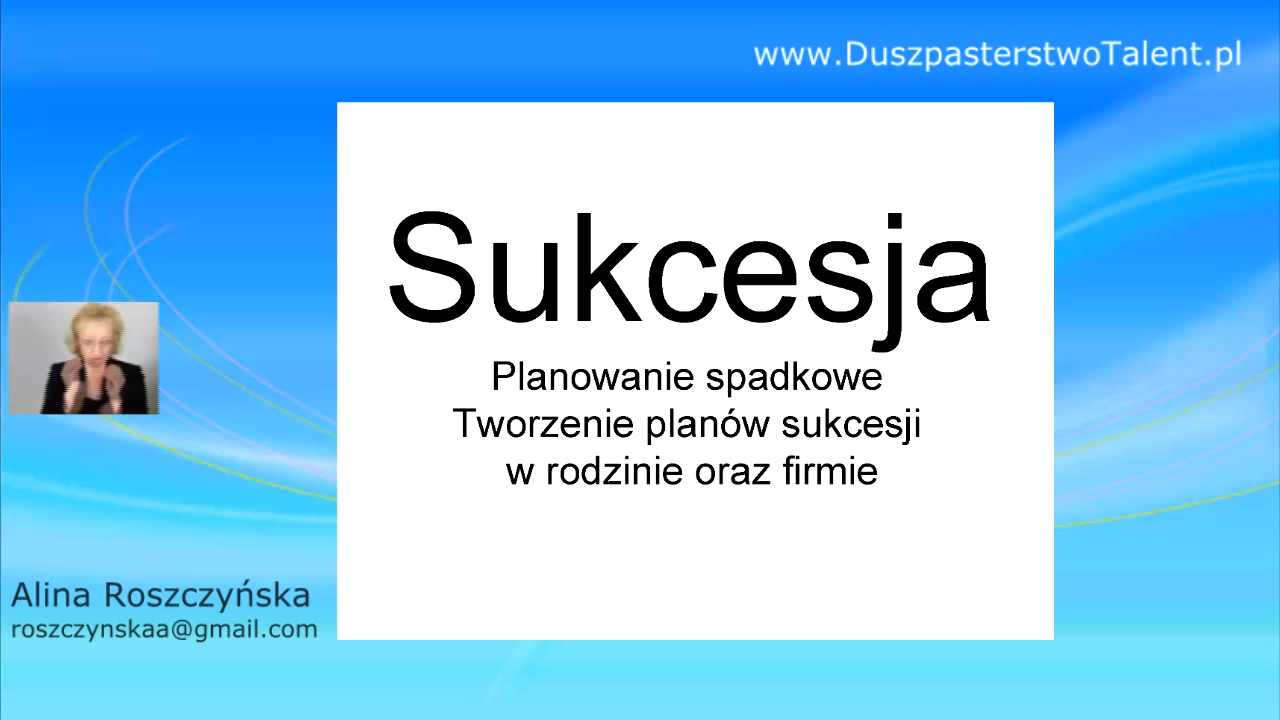 www.DuszpasterstwoTalent.pl
Sukcesja
Planowanie spadkowe
Tworzenie planów sukcesji
w rodzinie oraz firmie
Alina Roszczyńska
roszczynskaa@gmail.com